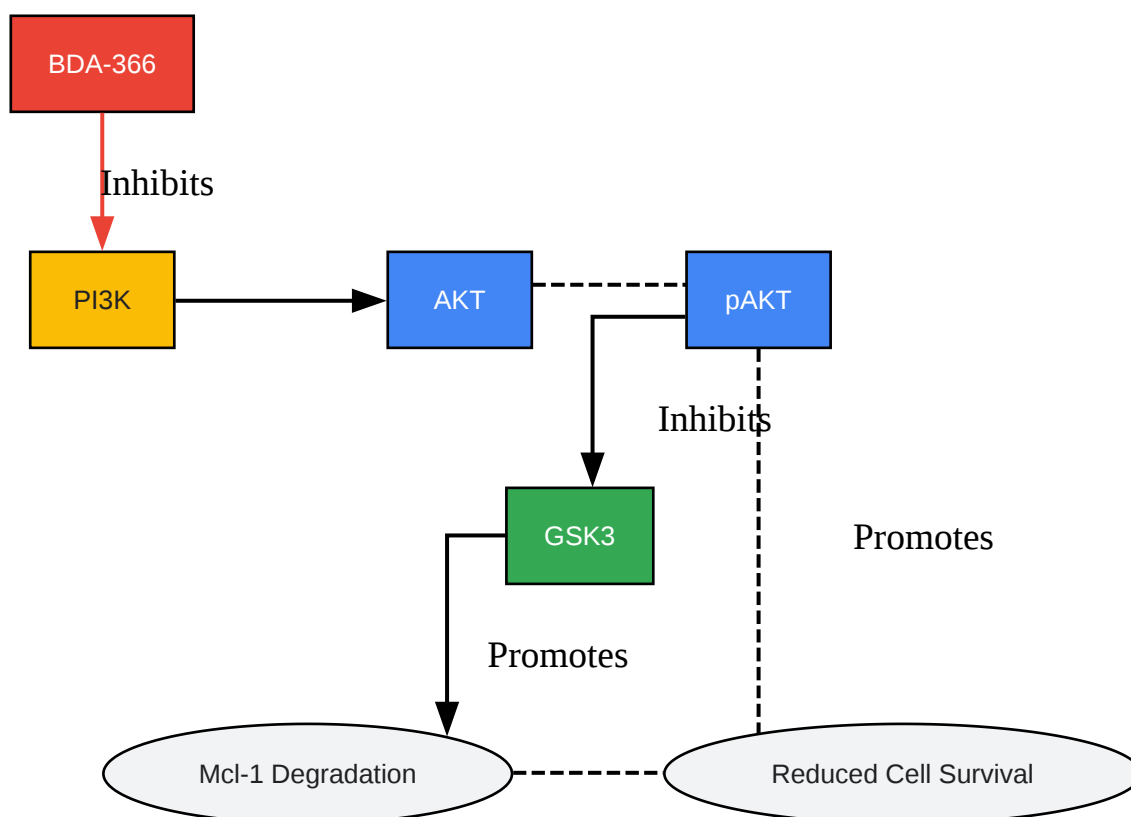 BDA-366
Inhibits
PI3K
AKT
pAKT
Inhibits
GSK3
Promotes
Promotes
Mcl-1 Degradation
Reduced Cell Survival